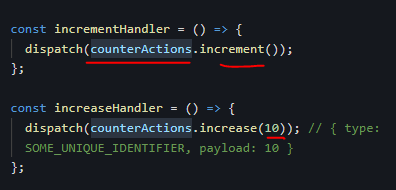 const incrementHandler = () => {
  dispatch(counterActions.increment());
};
const increaseHandler = () => {
  dispatch(counterActions.increase(10)); // { type:
  SOME_UNIQUE_IDENTIFIER, payload: 10 }
};